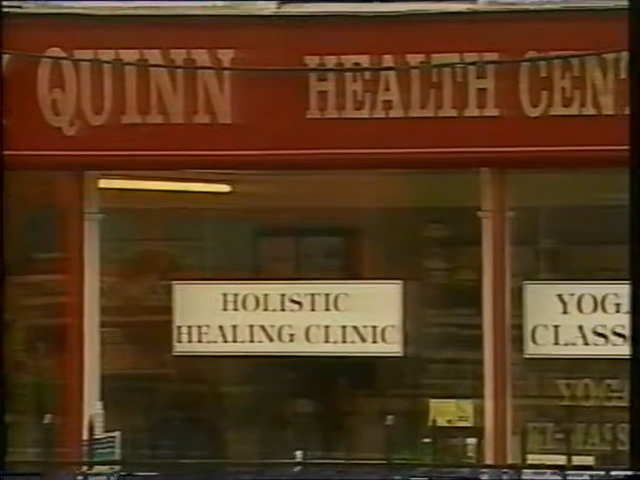 QUINN HEALTH CEN
HOLISTIC
HEALING CLINIC
YOG
CLASS